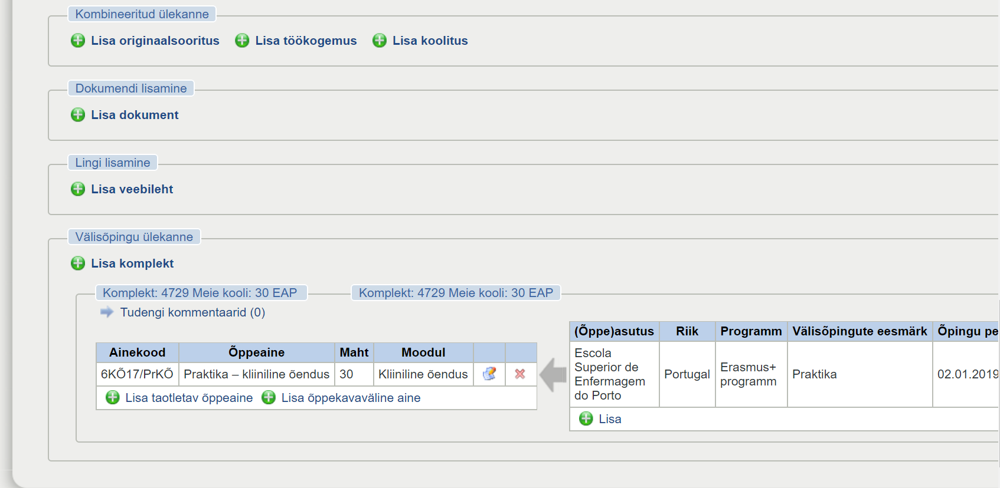 Kombineeritud ülekanne
Lisa originaalsooritus Lisa töökogemus Lisa koolitus
Dokumendi lisamine
Lisa dokument
Lingi lisamine
Lisa veebileht
Välisõpingu ülekanne
Lisa komplekt
Komplekt: 4729 Meie kooli: 30 EAP Komplekt: 4729 Meie kooli: 30 EAP
Tudengi kommentaarid (0)
Ainekood Õppeaine Maht Moodul
6KÕ17/PrKÕ Praktika – kliiniline õendus 30 Kliiniline õendus
Lisa taotletav õppeaine Lisa õppekavaväline aine
(Õppe)asutus Riik Programm Välisõpingute eesmärk Õpingu pe
Escola
Superior de
Enfermagem
do Porto
Portugal
Erasmus+
programm
Praktika
02.01.2019
Lisa